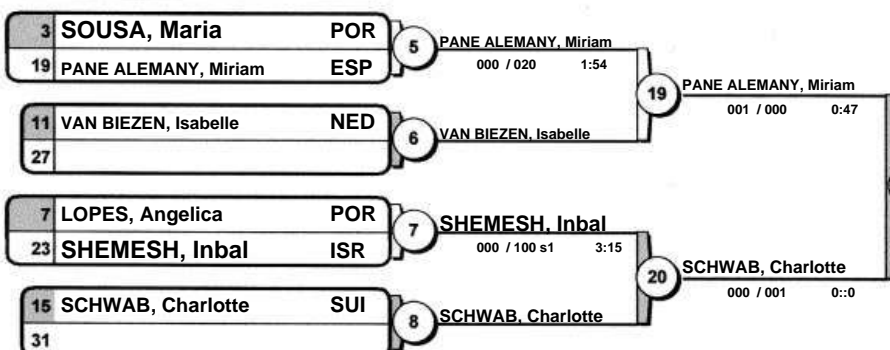 3 SOUSA, Maria POR
19 PANE ALEMANY, Miriam ESP
5
PANE ALEMANY, Miriam
000 / 020 1:54
11 VAN BIEZEN, Isabelle NED
27
6
VAN BIEZEN, Isabelle
19
PANE ALEMANY, Miriam
001 / 000 0:47
7 LOPES, Angelica POR
23 SHEMESH, Inbal ISR
7
SHEMESH, Inbal
000 / 100 s1 3:15
15 SCHWAB, Charlotte SUI
31
8
SCHWAB, Charlotte
20
SCHWAB, Charlotte
000 / 001 0::0